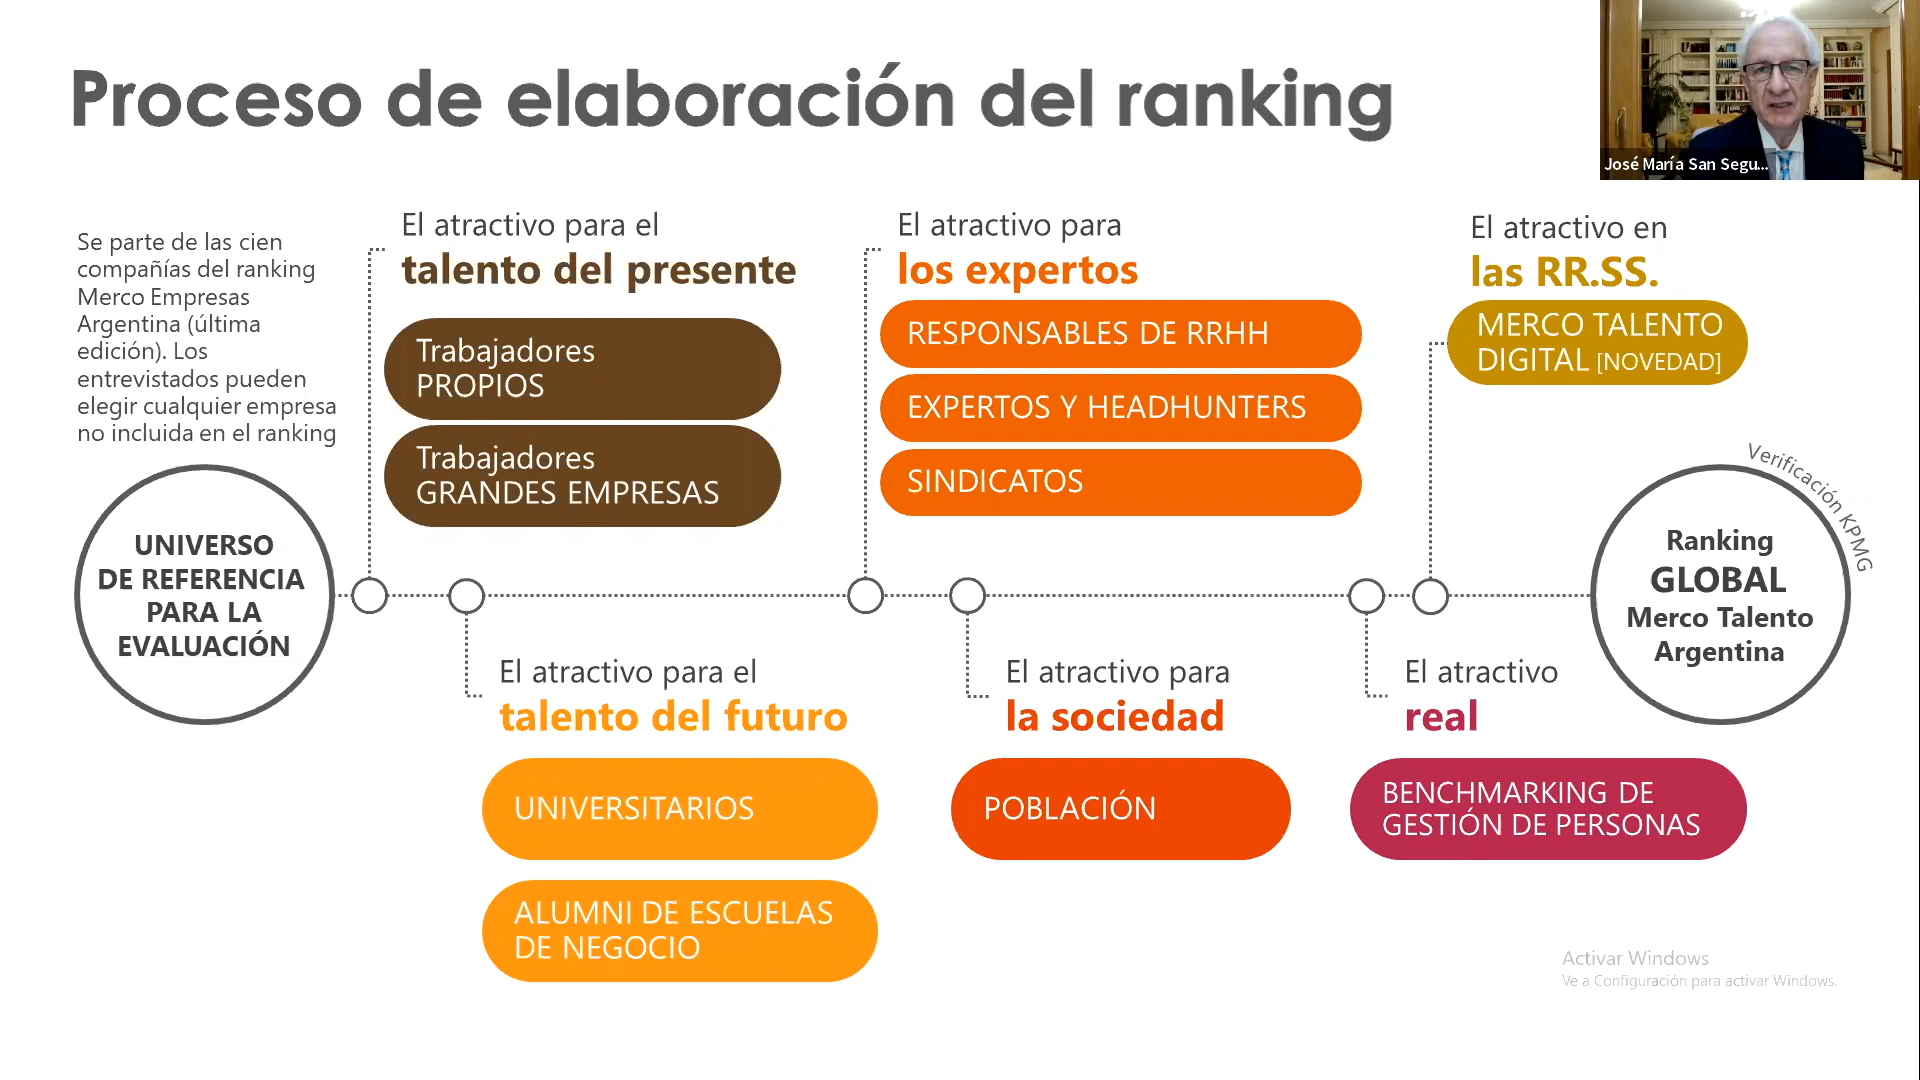 Proceso de elaboración del ranking
José María San Segu...
Se parte de las cien
compañías del ranking
Merco Empresas
Argentina (última
edición). Los
entrevistados pueden
elegir cualquier empresa
no incluida en el ranking
UNIVERSO
DE REFERENCIA
PARA LA
EVALUACIÓN
El atractivo para el
talento del presente
Trabajadores
PROPIOS
Trabajadores
GRANDES EMPRESAS
El atractivo para el
talento del futuro
UNIVERSITARIOS
ALUMNI DE ESCUELAS
DE NEGOCIO
El atractivo para
los expertos
RESPONSABLES DE RRHH
EXPERTOS Y HEADHUNTERS
SINDICATOS
El atractivo para
la sociedad
POBLACIÓN
El atractivo
real
BENCHMARKING DE
GESTIÓN DE PERSONAS
El atractivo en
las RR.SS.
MERCO TALENTO
DIGITAL [NOVEDAD]
Verificación KPMG
Ranking
GLOBAL
Merco Talento
Argentina
Activar Windows
Ve a Configuración para activar Windows.